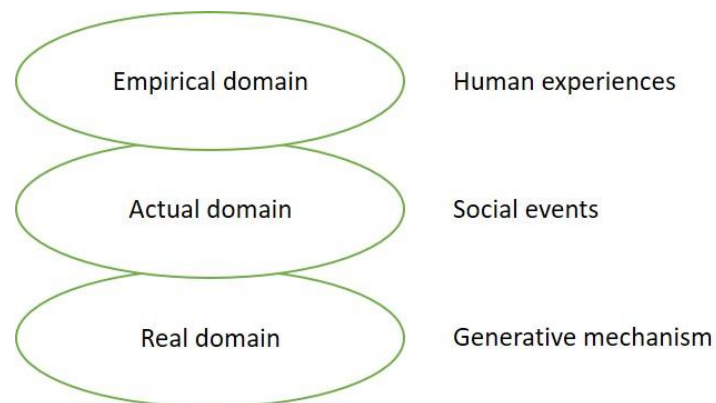 Empirical domain Human experiences
Actual domain Social events
Real domain Generative mechanism